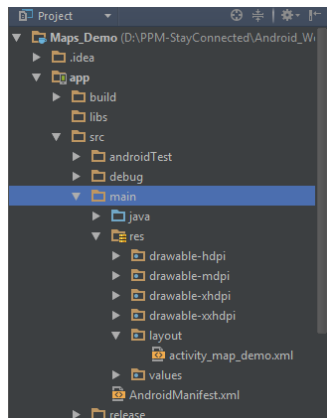 Project
Maps_Demo (D:\PPM-StayConnected\Android_W
.idea
app
build
libs
src
androidTest
debug
main
java
res
drawable-hdpi
drawable-mdpi
drawable-xhdpi
drawable-xxhdpi
layout
activity_map_demo.xml
values
AndroidManifest.xml
release